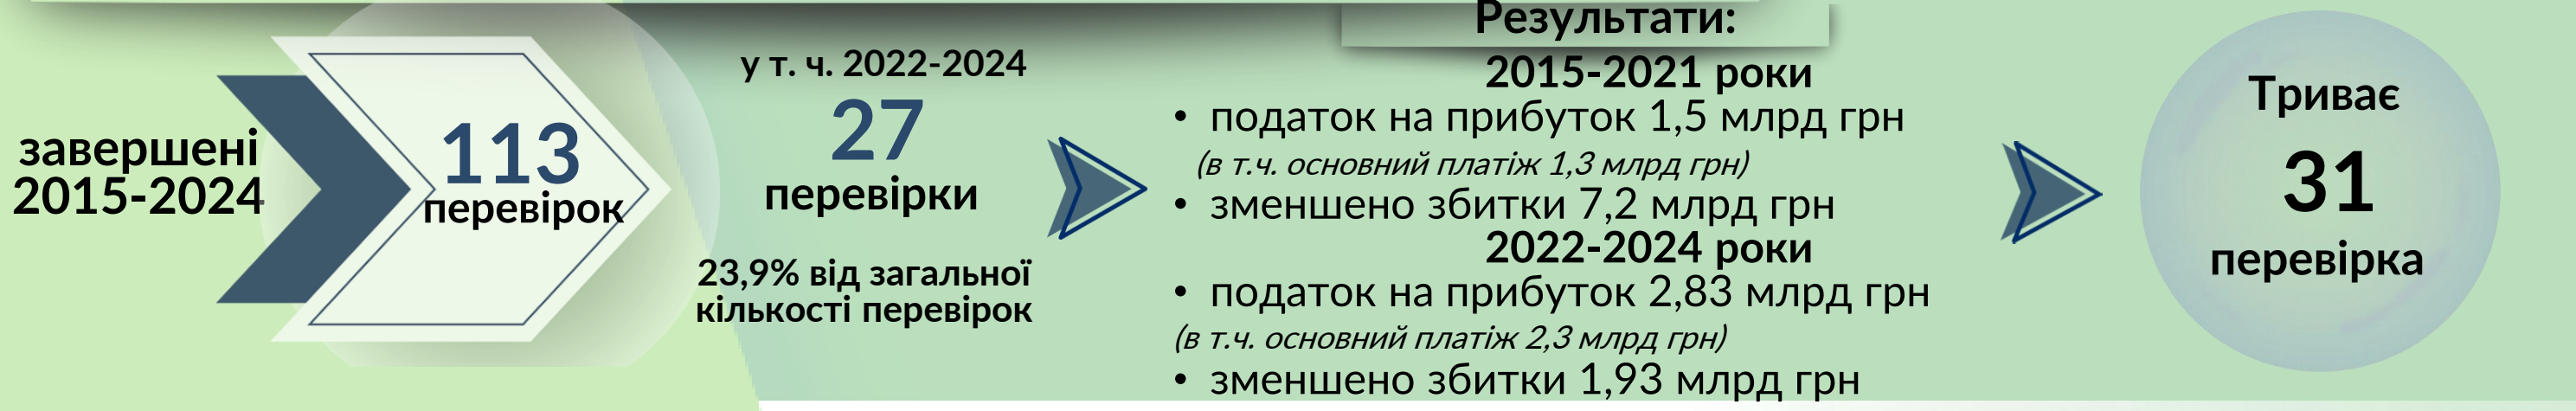 завершені
2015-2024
113
перевірок
у т. ч. 2022-2024
27
перевірки
23,9% від загальної
кількості перевірок
Результати:
2015-2021 роки
• податок на прибуток 1,5 млрд грн
(в т.ч. основний платіж 1,3 млрд грн)
• зменшено збитки 7,2 млрд грн
2022-2024 роки
• податок на прибуток 2,83 млрд грн
(в т.ч. основний платіж 2,3 млрд грн)
• зменшено збитки 1,93 млрд грн
Триває
31
перевірка